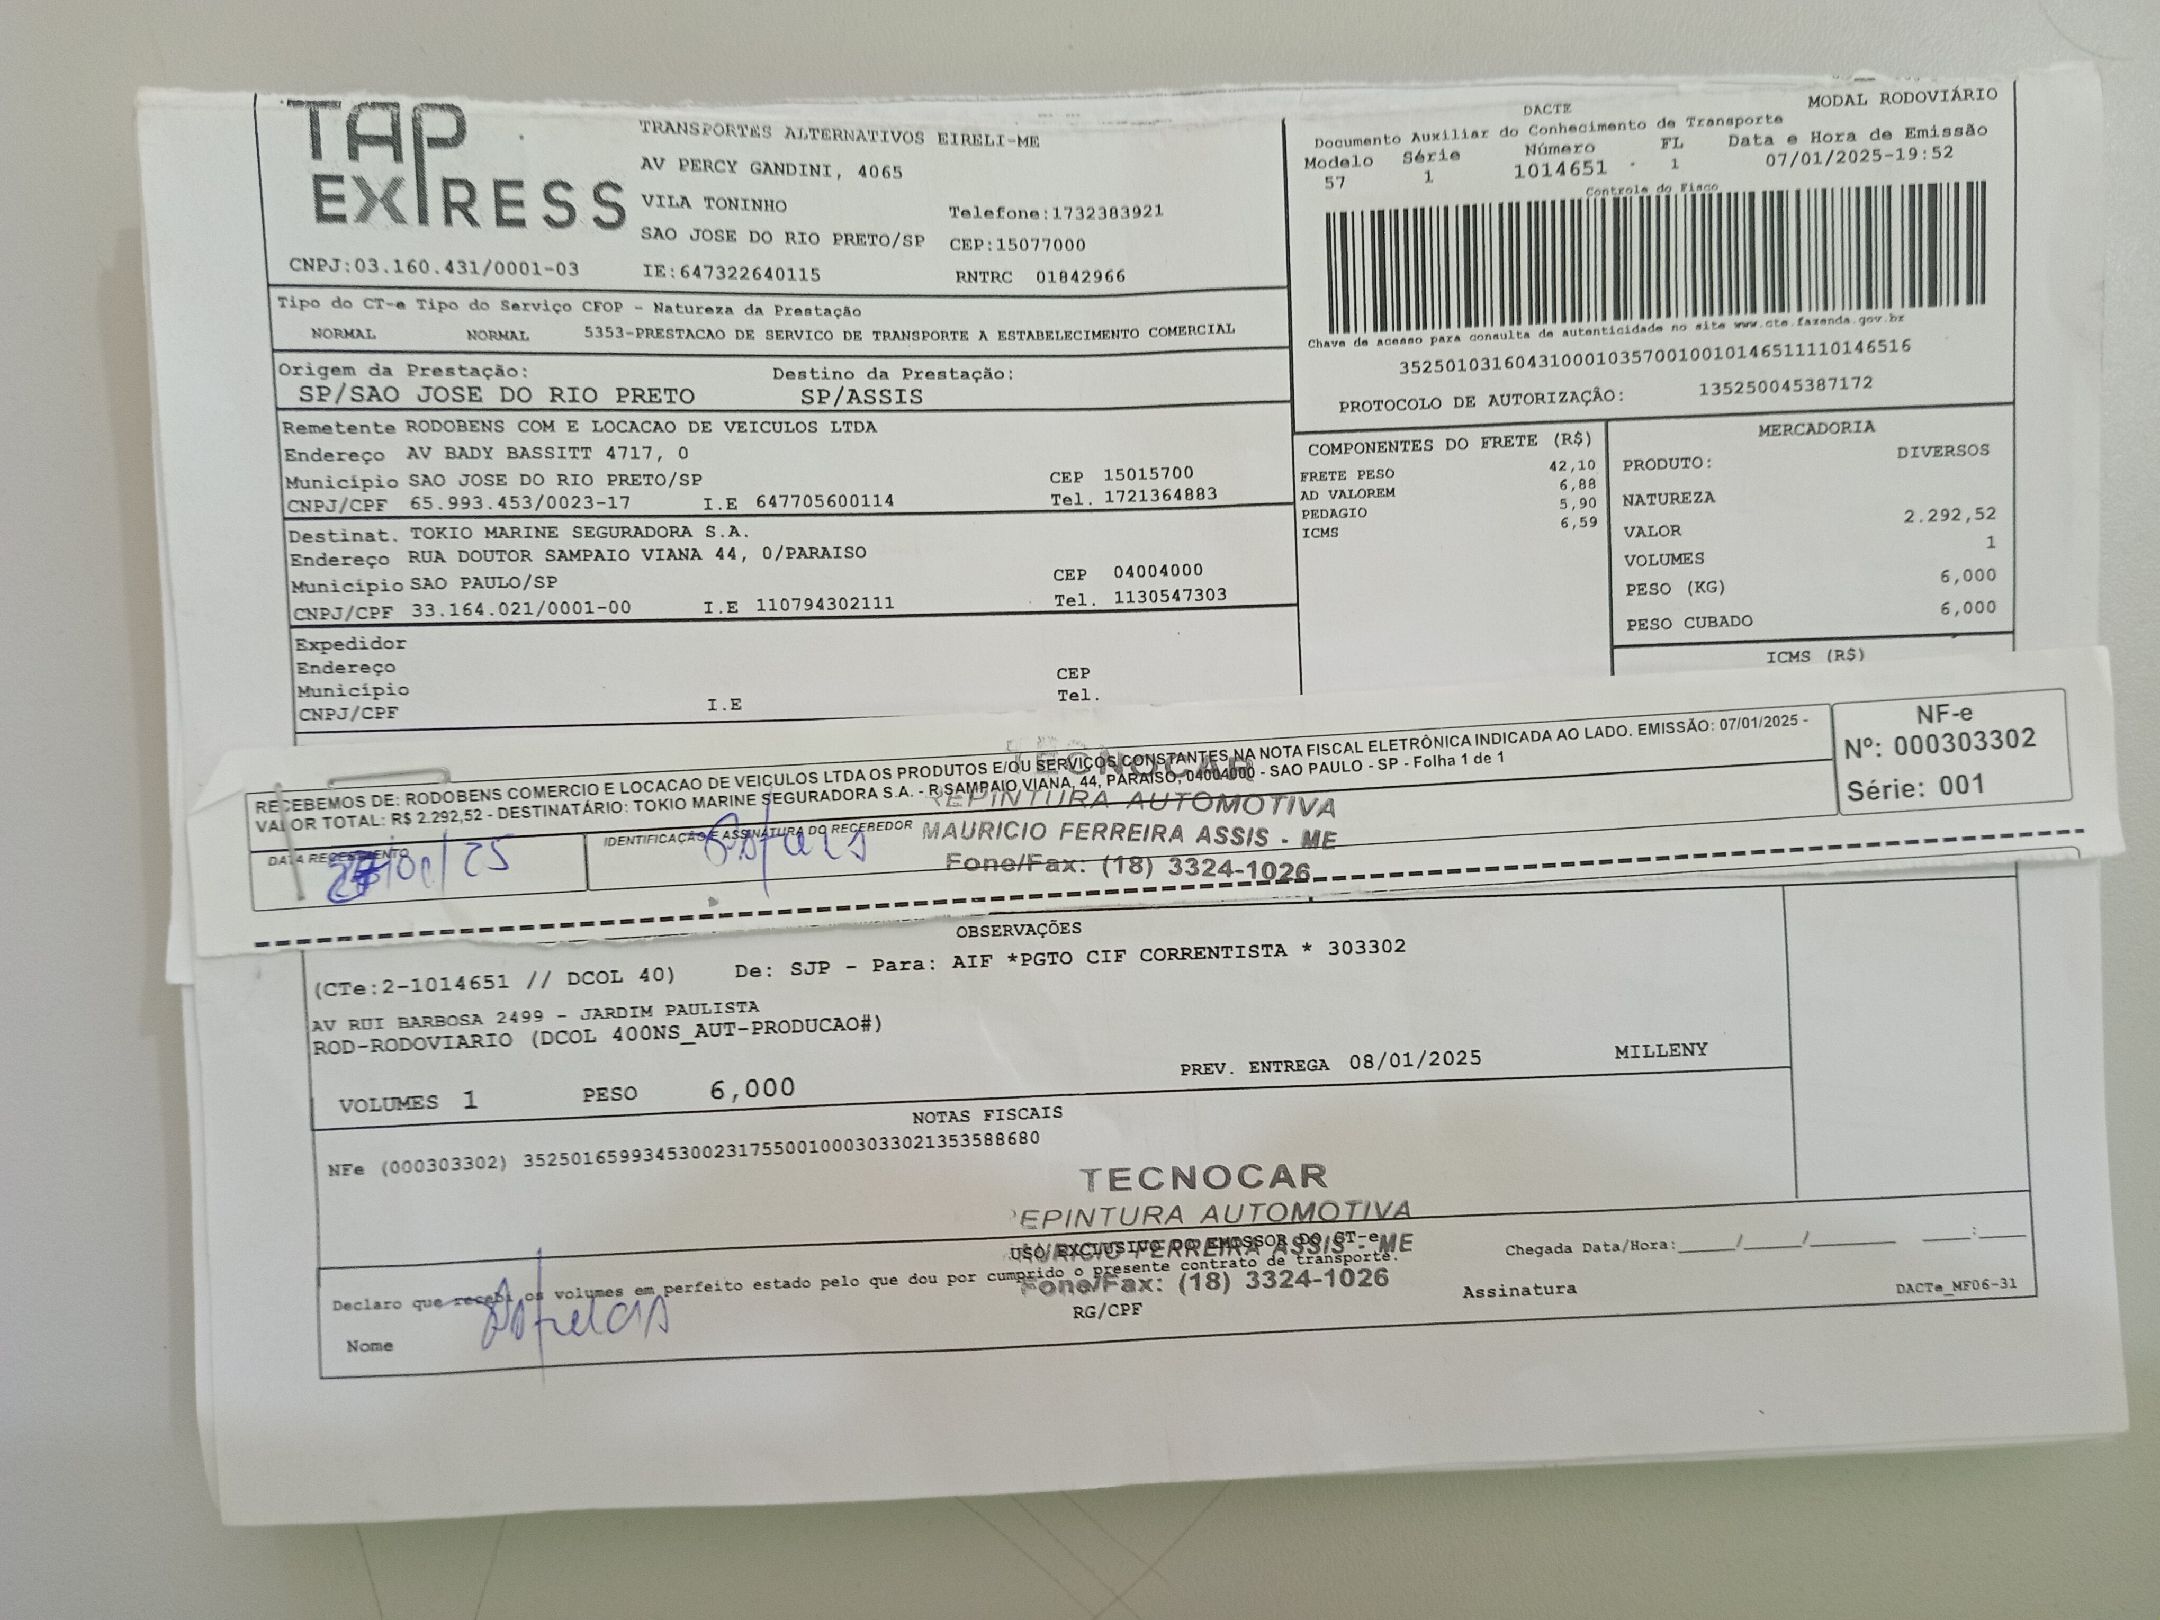 TAP EXPRESS
TRANSPORTES ALTERNATIVOS EIRELI-ME
AV PERCY GANDINI, 4065
VILA TONINHO Telefone:1732383921
SAO JOSE DO RIO PRETO/SP CEP:15077000
CNPJ:03.160.431/0001-03 IE:647322640115 RNTRC 01842966
DACTE MODAL RODOVIÁRIO
Documento Auxiliar do Conhecimento de Transporte
Modelo Série Número FL Data e Hora de Emissão
57 1 1014651 1 07/01/2025-19:52
Controle do Fisco
Chave de acesso para consulta de autenticidade no site www.cte.fazenda.gov.br
35250103160431000103570010010146511110146516
PROTOCOLO DE AUTORIZAÇÃO: 135250045387172
Tipo do CT-e Tipo do Serviço CFOP - Natureza da Prestação
NORMAL NORMAL 5353-PRESTACAO DE SERVICO DE TRANSPORTE A ESTABELECIMENTO COMERCIAL
Origem da Prestação: Destino da Prestação:
SP/SAO JOSE DO RIO PRETO SP/ASSIS
Remetente RODOBENS COM E LOCACAO DE VEICULOS LTDA
Endereço AV BADY BASSITT 4717, 0
Município SAO JOSE DO RIO PRETO/SP CEP 15015700
CNPJ/CPF 65.993.453/0023-17 I.E 647705600114 Tel. 1721364883
Destinat. TOKIO MARINE SEGURADORA S.A.
Endereço RUA DOUTOR SAMPAIO VIANA 44, 0/PARAISO
Município SAO PAULO/SP CEP 04004000
CNPJ/CPF 33.164.021/0001-00 I.E 110794302111 Tel. 1130547303
Expedidor
Endereço
Município CEP
CNPJ/CPF I.E Tel.
COMPONENTES DO FRETE (R$)
FRETE PESO 42,10
AD VALOREM 6,88
PEDAGIO 5,90
ICMS 6,59
MERCADORIA
PRODUTO: DIVERSOS
NATUREZA
VALOR 2.292,52
VOLUMES 1
PESO (KG) 6,000
PESO CUBADO 6,000
ICMS (R$)
RECEBEMOS DE: RODOBENS COMERCIO E LOCACAO DE VEICULOS LTDA OS PRODUTOS E/OU SERVIÇOS CONSTANTES NA NOTA FISCAL ELETRÔNICA INDICADA AO LADO. EMISSÃO: 07/01/2025 -
VALOR TOTAL: R$ 2.292,52 - DESTINATÁRIO: TOKIO MARINE SEGURADORA S.A. - R SAMPAIO VIANA, 44, PARAISO, 04004000 - SAO PAULO - SP - Folha 1 de 1
NF-e
Nº: 000303302
Série: 001
DATA RECEBIMENTO
IDENTIFICAÇÃO E ASSINATURA DO RECEBEDOR
TECNOCAR
REPINTURA AUTOMOTIVA
MAURICIO FERREIRA ASSIS - ME
Fone/Fax: (18) 3324-1026
OBSERVAÇÕES
(CTe:2-1014651 // DCOL 40) De: SJP - Para: AIF *PGTO CIF CORRENTISTA * 303302
AV RUI BARBOSA 2499 - JARDIM PAULISTA
ROD-RODOVIARIO (DCOL 400NS_AUT-PRODUCAO#)
PREV. ENTREGA 08/01/2025 MILLENY
VOLUMES 1 PESO 6,000
NOTAS FISCAIS
NFe (000303302) 35250165993453002317550010003033021353588680
TECNOCAR
EPINTURA AUTOMOTIVA
FERREIRA ASSIS - ME
Fone/Fax: (18) 3324-1026
USO EXCLUSIVO DO EMISSOR DO CT-e
Declaro que recebi os volumes em perfeito estado pelo que dou por cumprido o presente contrato de transporte.
Chegada Data/Hora:_____/_____/_______ ____:____
Nome RG/CPF Assinatura
DACTe_MF06-31